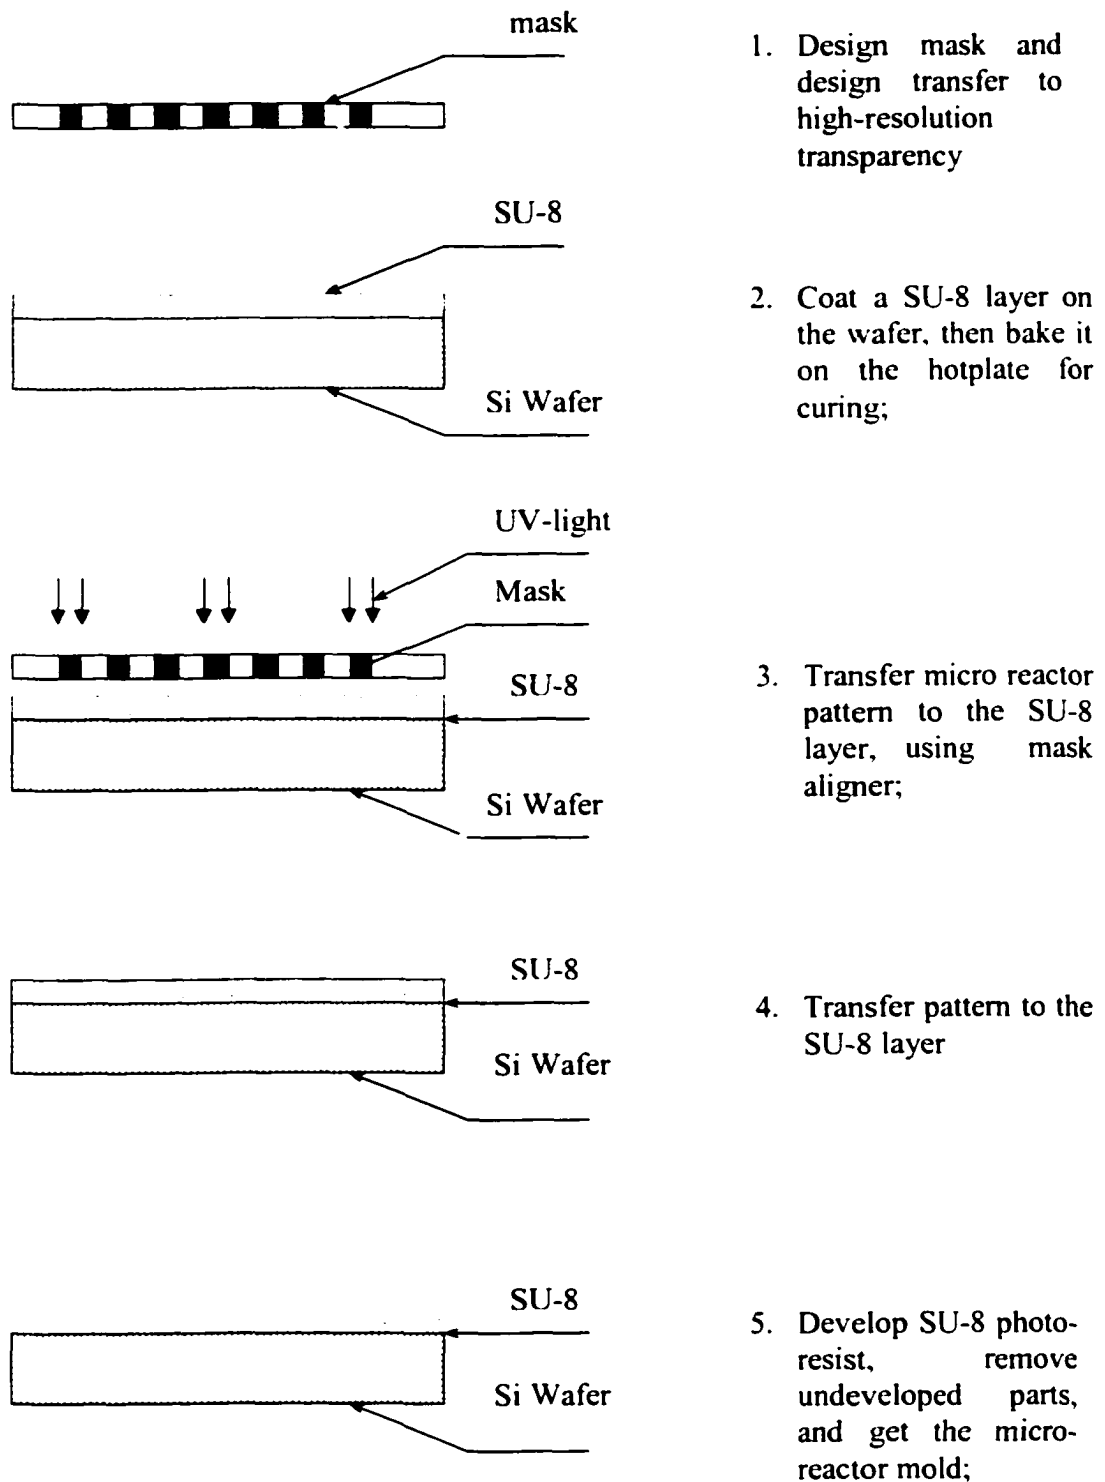 mask
1. Design mask and
design transfer to
high-resolution
transparency
SU-8
Si Wafer
2. Coat a SU-8 layer on
the wafer, then bake it
on the hotplate for
curing;
UV-light
Mask
SU-8
Si Wafer
3. Transfer micro reactor
pattern to the SU-8
layer, using mask
aligner;
SU-8
Si Wafer
4. Transfer pattern to the
SU-8 layer
SU-8
Si Wafer
5. Develop SU-8 photo-
resist, remove
undeveloped parts,
and get the micro-
reactor mold;